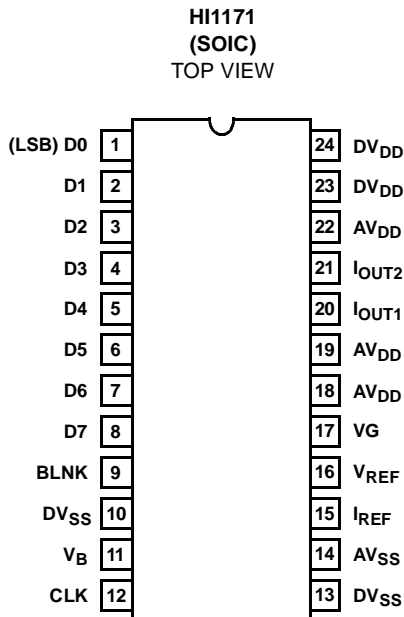 HI1171
(SOIC)
TOP VIEW
(LSB) D0 1 24 DVDD
D1 2 23 DVDD
D2 3 22 AVDD
D3 4 21 IOUT2
D4 5 20 IOUT1
D5 6 19 AVDD
D6 7 18 AVDD
D7 8 17 VG
BLNK 9 16 VREF
DVSS 10 15 IREF
VB 11 14 AVSS
CLK 12 13 DVSS